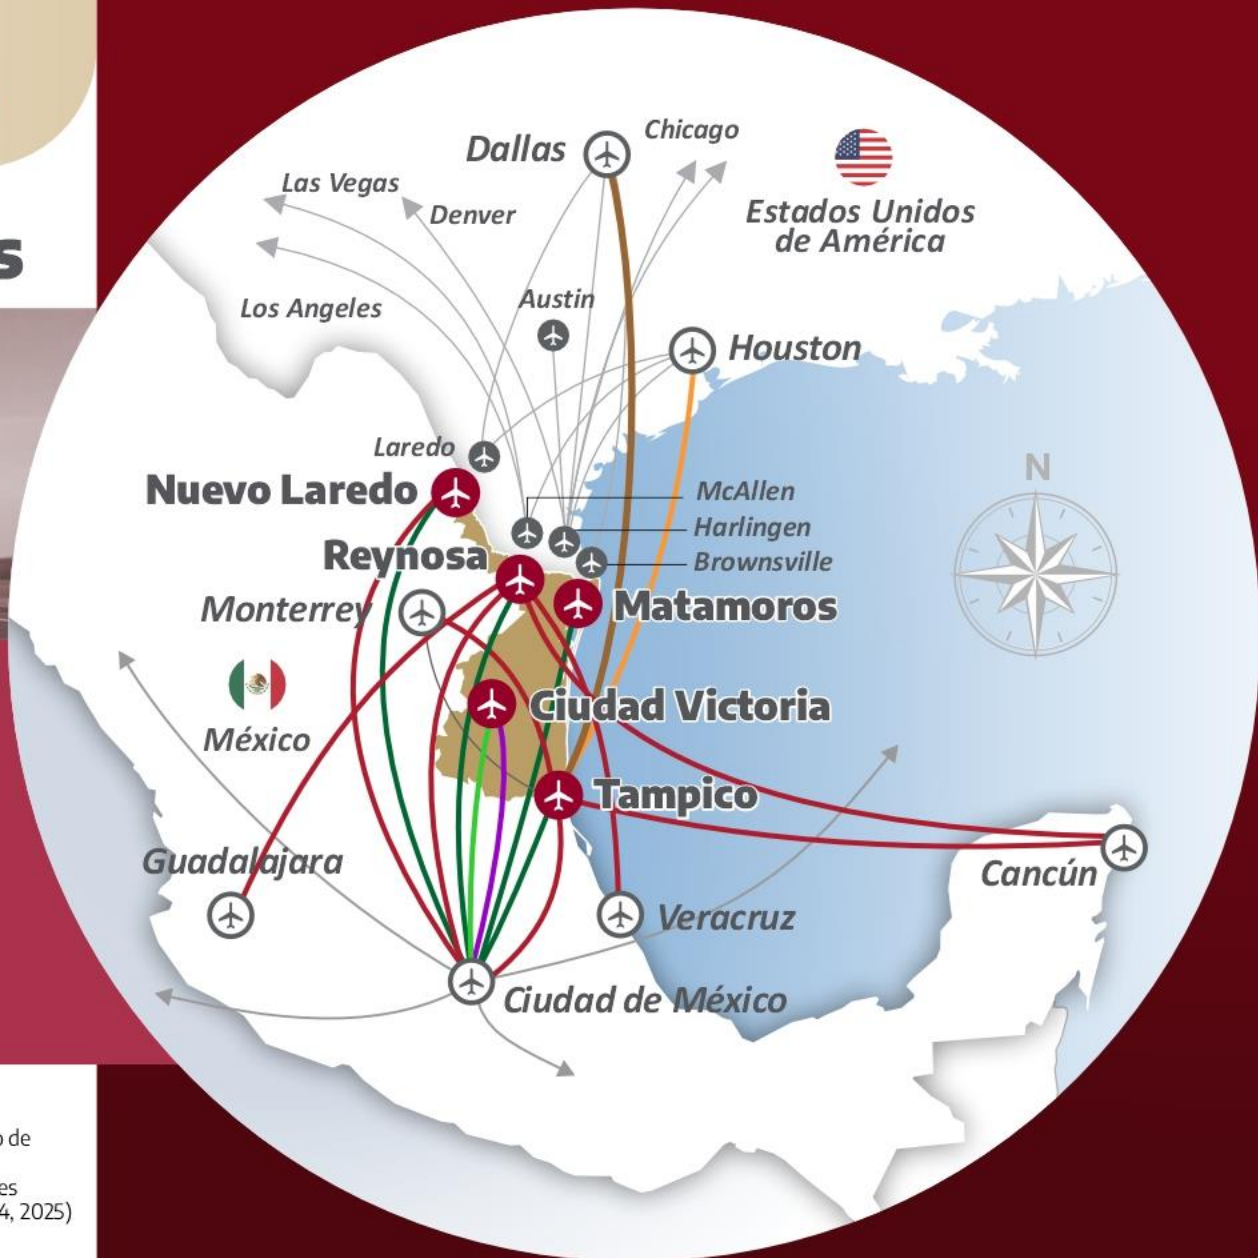 s
Chicago
Dallas
Las Vegas
Denver
Estados Unidos
de América
Los Angeles
Austin
Houston
Laredo
Nuevo Laredo
N
McAllen
Harlingen
Brownsville
Reynosa
Monterrey
Matamoros
México
Ciudad Victoria
Tampico
Guadalajara
Cancún
Veracruz
Ciudad de México
o de
es
4, 2025)